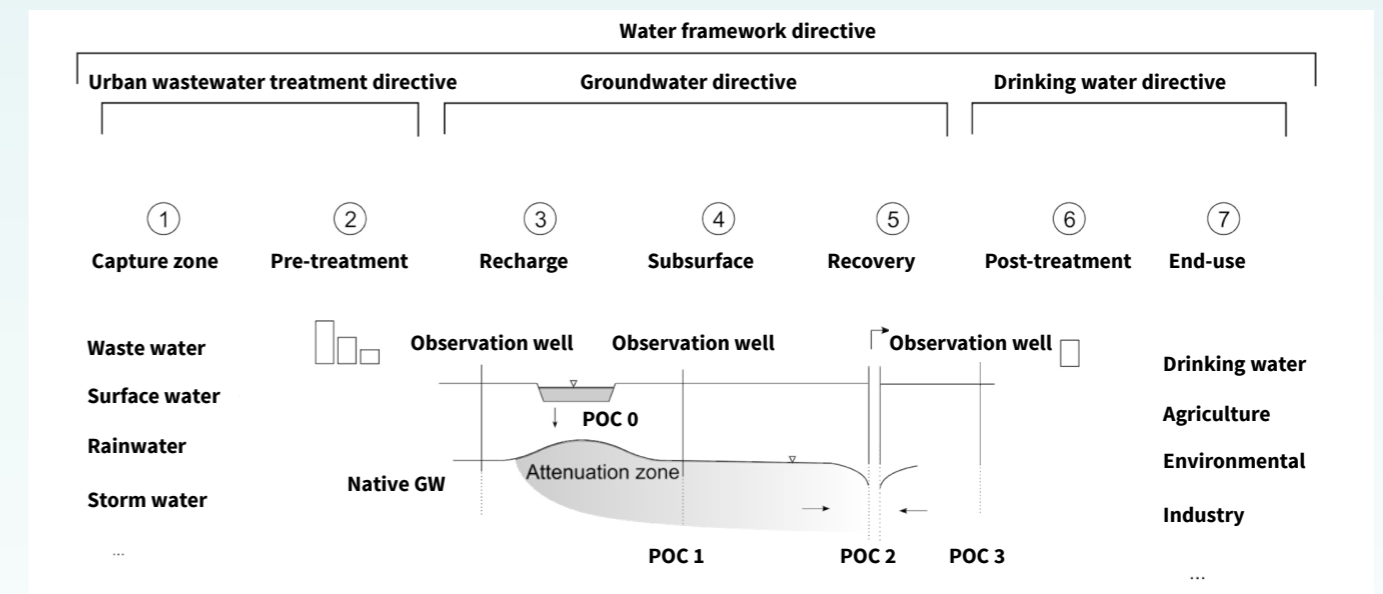 Water framework directive
Urban wastewater treatment directive
Groundwater directive
Drinking water directive
1
2
3
4
5
6
7
Capture zone
Pre-treatment
Recharge
Subsurface
Recovery
Post-treatment
End-use
Waste water
Surface water
Rainwater
Storm water
...
Observation well
Observation well
Observation well
POC 0
Attenuation zone
Native GW
POC 1
POC 2
POC 3
Drinking water
Agriculture
Environmental
Industry
...